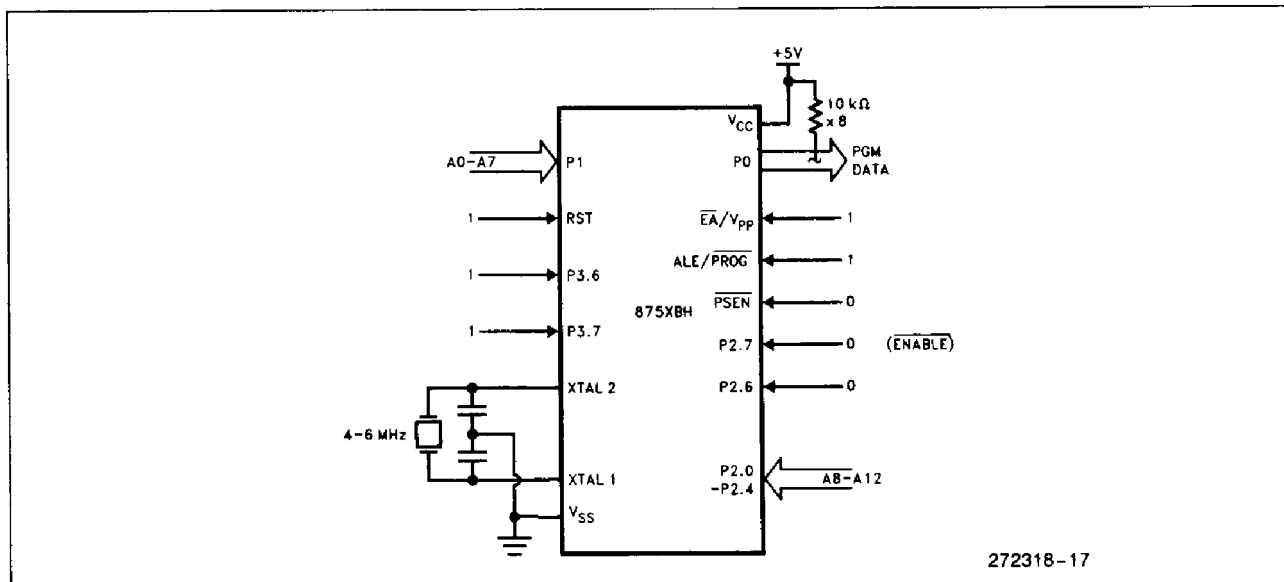 +5V
10 kΩ
x 8
VCC
A0-A7
P1
P0
PGM
DATA
1
RST
EA/VPP
1
ALE/PROG
1
1
P3.6
875XBH
PSEN
0
1
P3.7
P2.7
0
(ENABLE)
XTAL 2
P2.6
0
4-6 MHz
XTAL 1
P2.0
-P2.4
A8-A12
VSS
272318-17